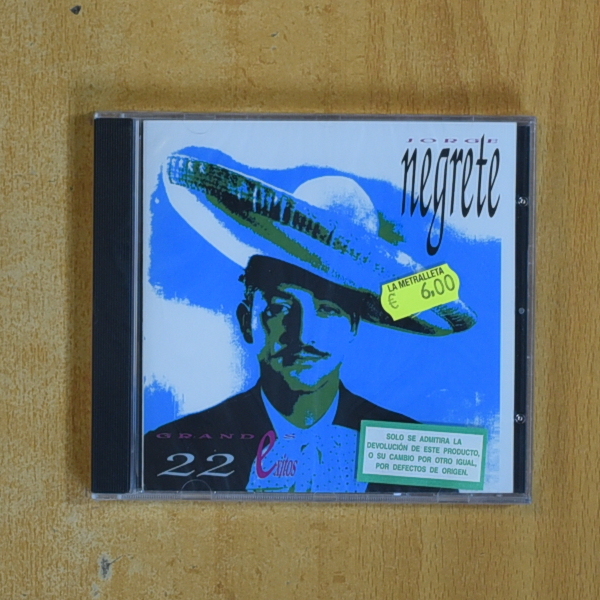 JORGE
negrete
LA METRALLETA
€ 6,00
GRANDES
22 exitos
SOLO SE ADMITIRA LA
DEVOLUCIÓN DE ESTE PRODUCTO,
O SU CAMBIO POR OTRO IGUAL,
POR DEFECTOS DE ORIGEN.